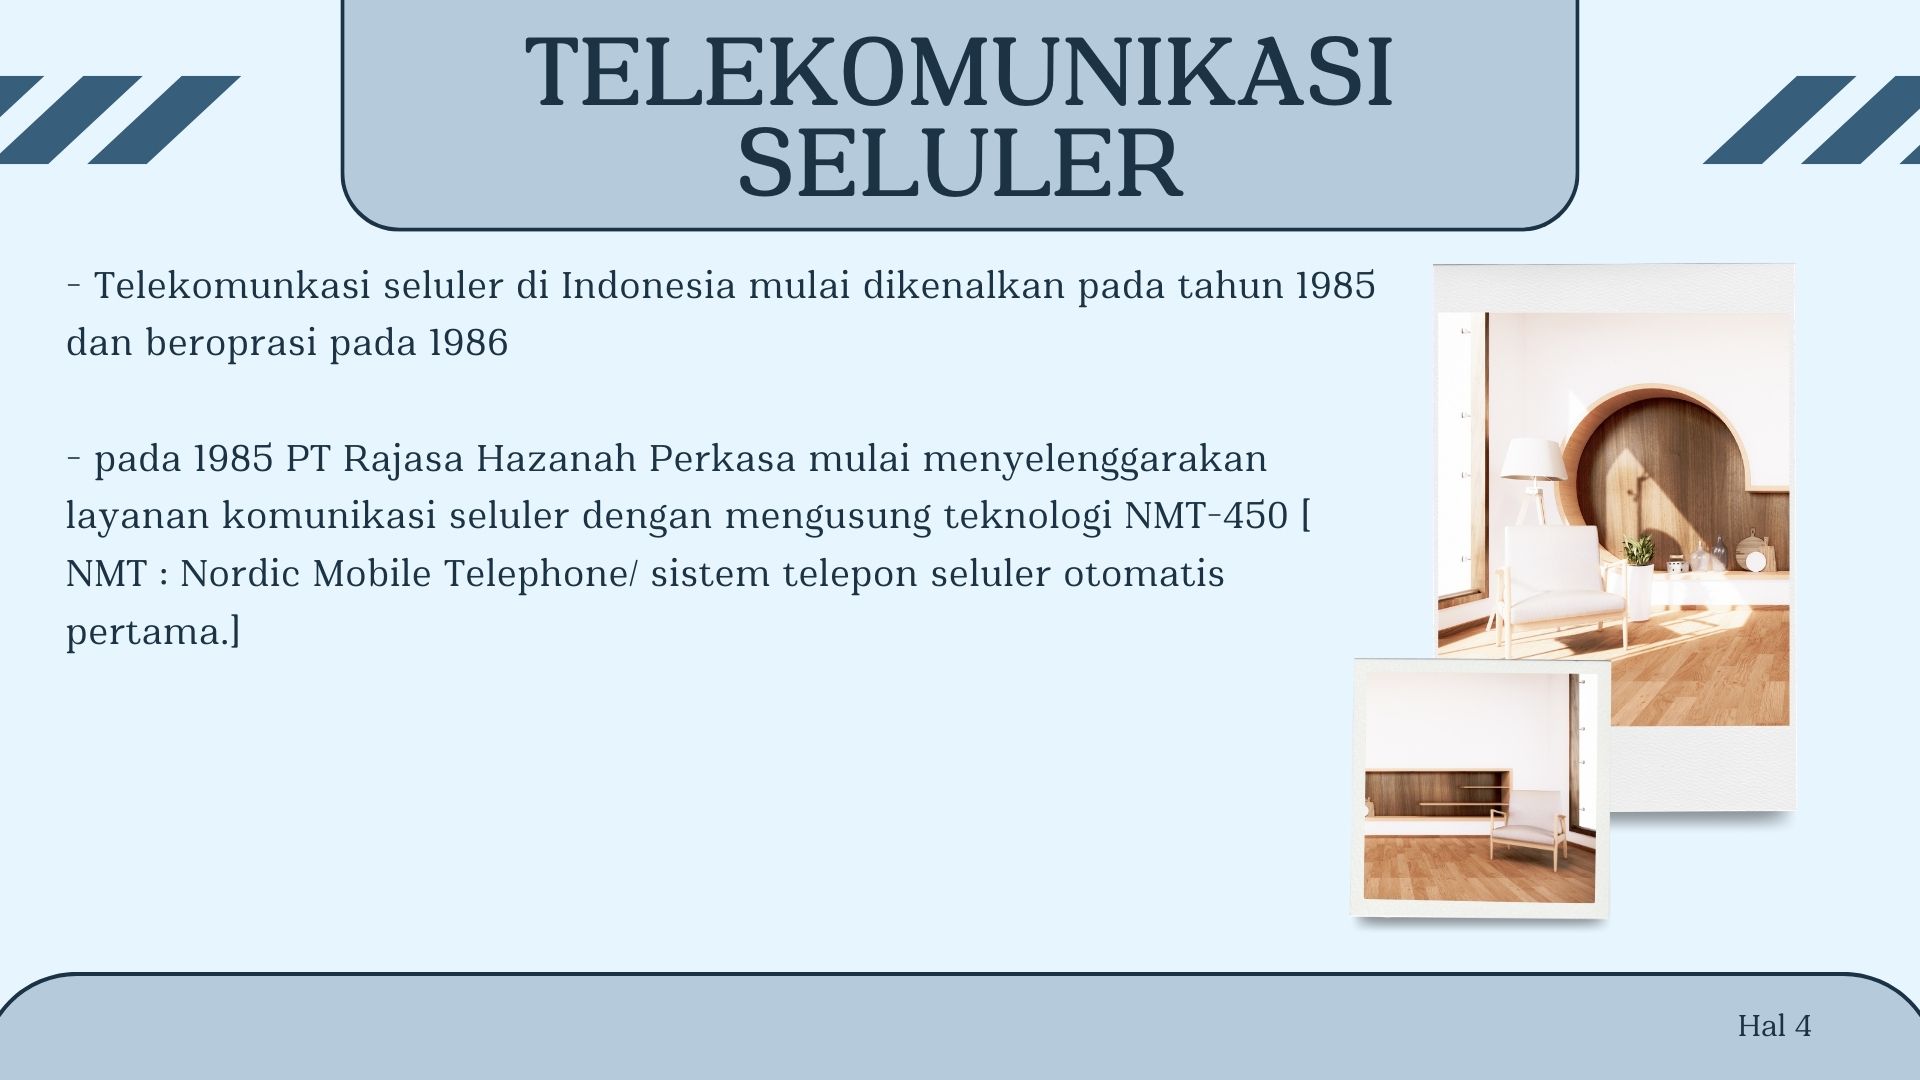 TELEKOMUNIKASI
SELULER
- Telekomunkasi seluler di Indonesia mulai dikenalkan pada tahun 1985
dan beroprasi pada 1986
- pada 1985 PT Rajasa Hazanah Perkasa mulai menyelenggarakan
layanan komunikasi seluler dengan mengusung teknologi NMT-450 [
NMT : Nordic Mobile Telephone/ sistem telepon seluler otomatis
pertama.]
Hal 4